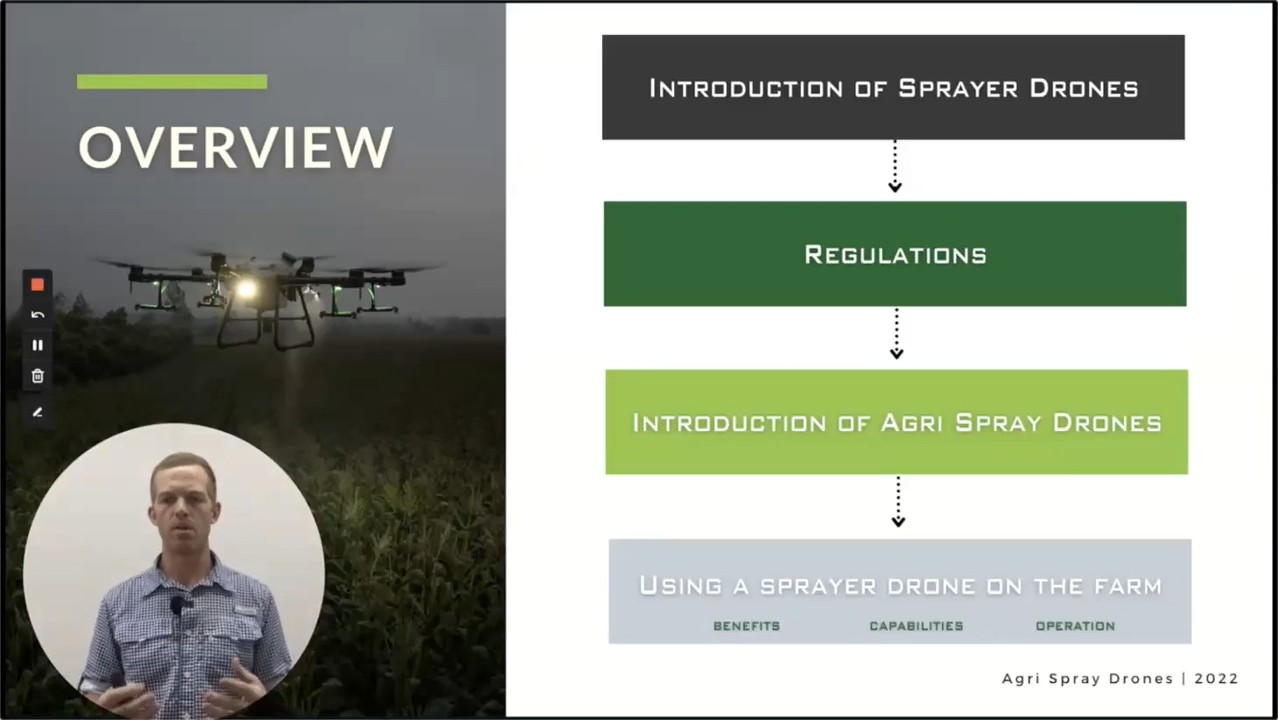 OVERVIEW
INTRODUCTION OF SPRAYER DRONES
REGULATIONS
INTRODUCTION OF AGRI SPRAY DRONES
USING A SPRAYER DRONE ON THE FARM
BENEFITS CAPABILITIES OPERATION
Agri Spray Drones | 2022